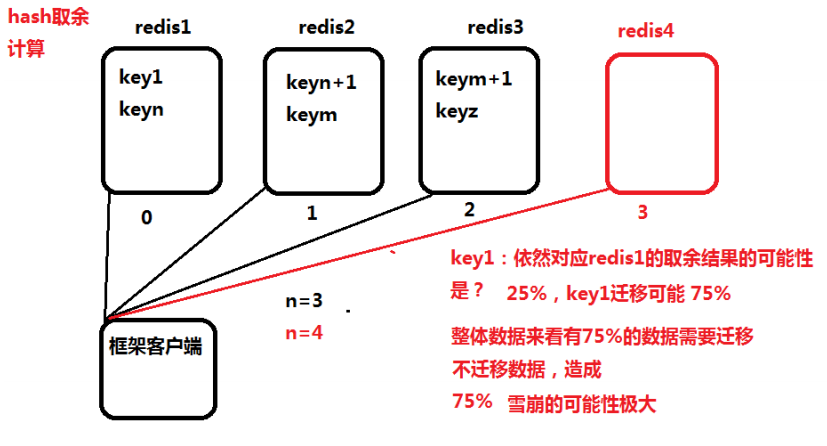 hash取余
计算
redis1
redis2
redis3
redis4
key1
keyn
keyn+1
keym
keym+1
keyz
0
1
2
3
key1：依然对应redis1的取余结果的可能性
是？ 25%，key1迁移可能 75%
n=3
n=4
整体数据来看有75%的数据需要迁移
不迁移数据，造成
75% 雪崩的可能性极大
框架客户端